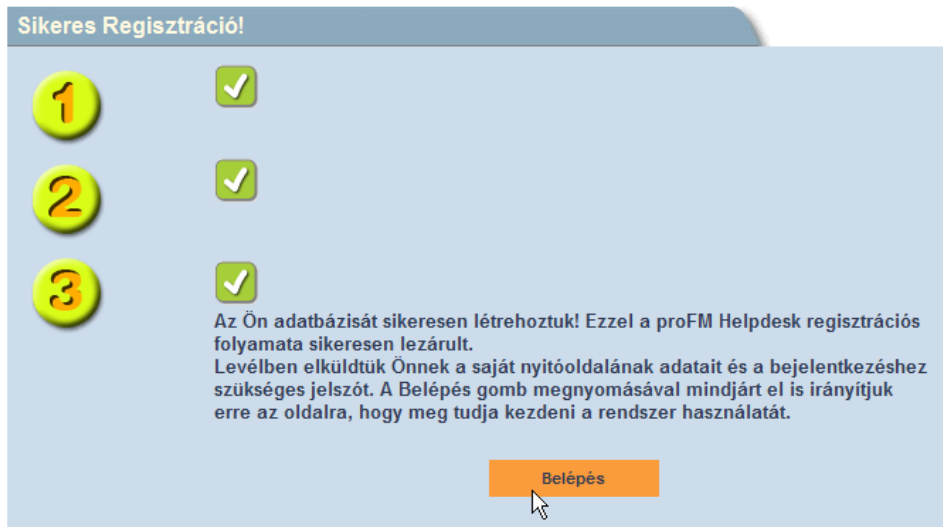 Sikeres Regisztráció!
1
2
3
Az Ön adatbázisát sikeresen létrehoztuk! Ezzel a proFM Helpdesk regisztrációs
folyamata sikeresen lezárult.
Levélben elküldtük Önnek a saját nyitóoldalának adatait és a bejelentkezéshez
szükséges jelszót. A Belépés gomb megnyomásával mindjárt el is irányítjuk
erre az oldalra, hogy meg tudja kezdeni a rendszer használatát.
Belépés